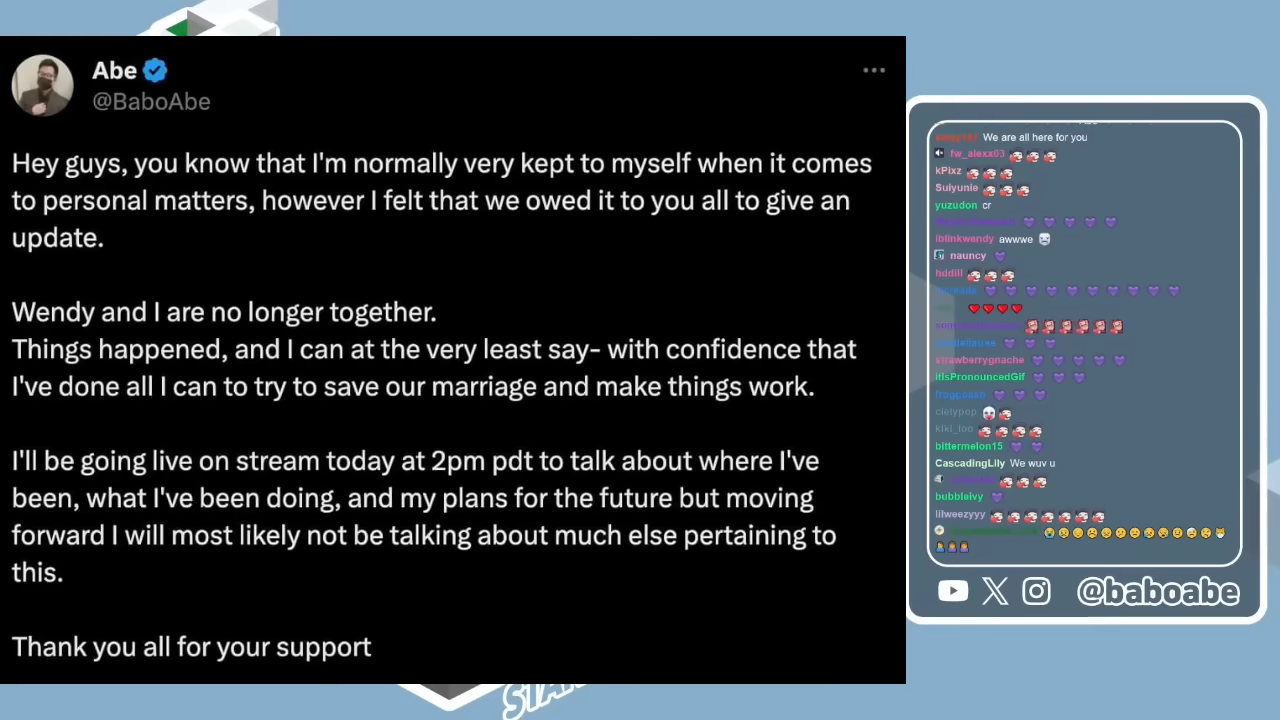 Abe
@BaboAbe
Hey guys, you know that I'm normally very kept to myself when it comes
to personal matters, however I felt that we owed it to you all to give an
update.
Wendy and I are no longer together.
Things happened, and I can at the very least say- with confidence that
I've done all I can to try to save our marriage and make things work.
I'll be going live on stream today at 2pm pdt to talk about where I've
been, what I've been doing, and my plans for the future but moving
forward I will most likely not be talking about much else pertaining to
this.
Thank you all for your support
We are all here for you
fw_alexx03
kPixz
Suiyunie
yuzudon cr
iblinkwendy awwwe
nauncy
hddill
strawberrygnache
itIsPronouncedGif
cielypop
kiki_loo
bittermelon15
CascadingLily We wuv u
bubbleivy
lilweezyyy
@baboabe